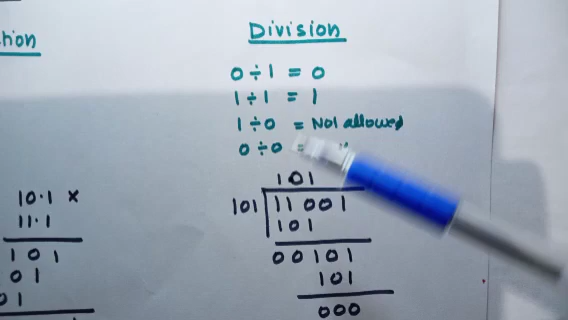 tion
10.1 ×
11.1
101
01
01
Division
0÷1 = 0
1÷1 = 1
1÷0 = Not allowed
0÷0 =
101
101 11001
101
00101
101
000